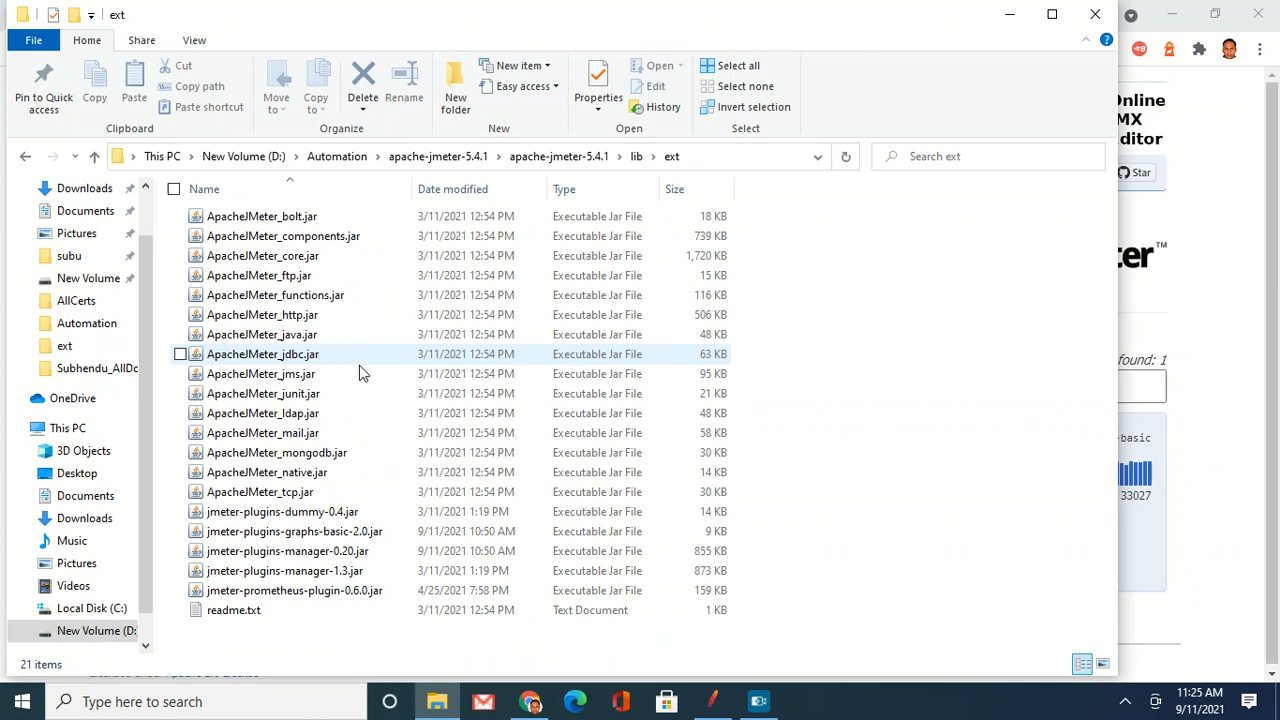 ext
File
Home
Share
View
Pin to Quick access
Copy
Paste
Cut
Copy path
Paste shortcut
Clipboard
Move to
Copy to
Delete
Rename
Organize
New folder
New item
Easy access
New
Properties
Open
Edit
History
Open
Select all
Select none
Invert selection
Select
This PC > New Volume (D:) > Automation > apache-jmeter-5.4.1 > apache-jmeter-5.4.1 > lib > ext
Search ext
Name Date modified Type Size
ApacheJMeter_bolt.jar 3/11/2021 12:54 PM Executable Jar File 18 KB
ApacheJMeter_components.jar 3/11/2021 12:54 PM Executable Jar File 739 KB
ApacheJMeter_core.jar 3/11/2021 12:54 PM Executable Jar File 1,720 KB
ApacheJMeter_ftp.jar 3/11/2021 12:54 PM Executable Jar File 15 KB
ApacheJMeter_functions.jar 3/11/2021 12:54 PM Executable Jar File 116 KB
ApacheJMeter_http.jar 3/11/2021 12:54 PM Executable Jar File 506 KB
ApacheJMeter_java.jar 3/11/2021 12:54 PM Executable Jar File 48 KB
ApacheJMeter_jdbc.jar 3/11/2021 12:54 PM Executable Jar File 63 KB
ApacheJMeter_jms.jar 3/11/2021 12:54 PM Executable Jar File 95 KB
ApacheJMeter_junit.jar 3/11/2021 12:54 PM Executable Jar File 21 KB
ApacheJMeter_ldap.jar 3/11/2021 12:54 PM Executable Jar File 48 KB
ApacheJMeter_mail.jar 3/11/2021 12:54 PM Executable Jar File 58 KB
ApacheJMeter_mongodb.jar 3/11/2021 12:54 PM Executable Jar File 30 KB
ApacheJMeter_native.jar 3/11/2021 12:54 PM Executable Jar File 14 KB
ApacheJMeter_tcp.jar 3/11/2021 12:54 PM Executable Jar File 30 KB
jmeter-plugins-dummy-0.4.jar 3/11/2021 1:19 PM Executable Jar File 14 KB
jmeter-plugins-graphs-basic-2.0.jar 9/11/2021 10:50 AM Executable Jar File 9 KB
jmeter-plugins-manager-0.20.jar 9/11/2021 10:50 AM Executable Jar File 855 KB
jmeter-plugins-manager-1.3.jar 3/11/2021 1:19 PM Executable Jar File 873 KB
jmeter-prometheus-plugin-0.6.0.jar 4/25/2021 7:58 PM Executable Jar File 159 KB
readme.txt 3/11/2021 12:54 PM Text Document 1 KB
Downloads
Documents
Pictures
subu
New Volume
AllCerts
Automation
ext
Subhendu_AllDo
OneDrive
This PC
3D Objects
Desktop
Documents
Downloads
Music
Pictures
Videos
Local Disk (C:)
New Volume (D:
21 items
nline
MX
ditor
Star
ter™
found: 1
-basic
33027
Type here to search
11:25 AM
9/11/2021